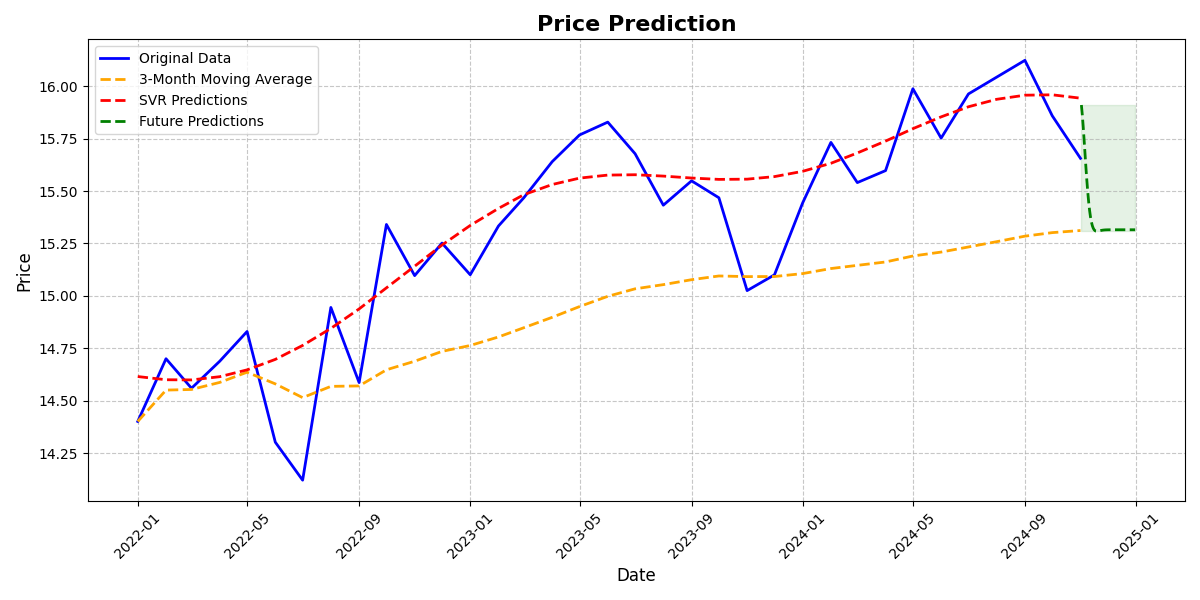 Price Prediction
Original Data
3-Month Moving Average
SVR Predictions
Future Predictions
Price
16.00
15.75
15.50
15.25
15.00
14.75
14.50
14.25
2022-01
2022-05
2022-09
2023-01
2023-05
2023-09
2024-01
2024-05
2024-09
2025-01
Date